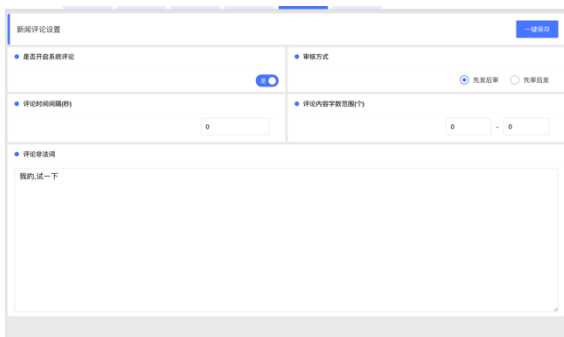 新闻评论设置
一键保存
是否开启系统评论
审核方式
是
先发后审
先审后发
评论时间间隔(秒)
评论内容字数范围(个)
0
0 - 0
评论非法词
我的,试一下